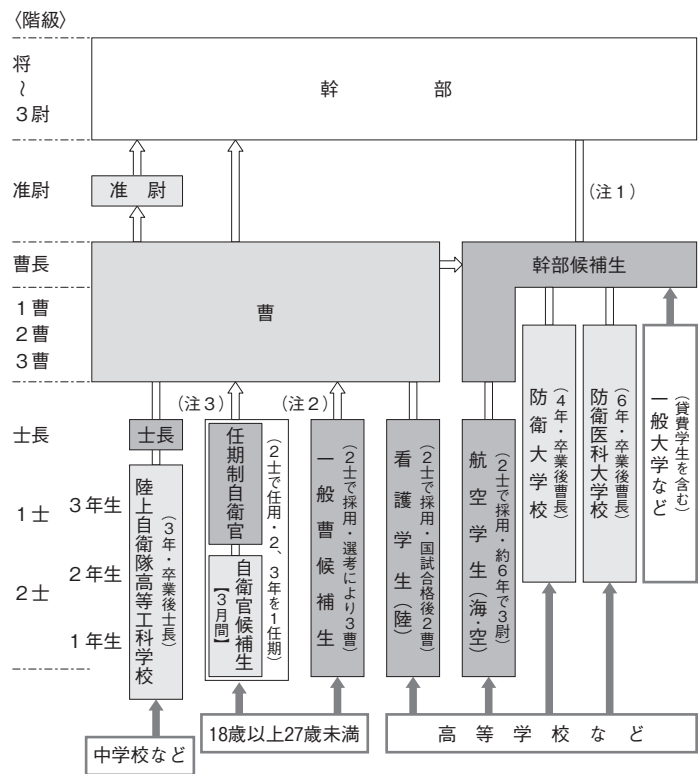 〈階級〉
将
～
3尉
幹部
准尉
准尉
(注1)
曹長
1曹
2曹
3曹
曹
幹部候補生
(注3)
(注2)
士長
1士
2士
3年生
2年生
1年生
士長
陸上自衛隊高等工科学校
(3年・卒業後士長)
任期制自衛官
自衛官候補生
【3月間】
(2士で任用・2、3年を1任期)
一般曹候補生
(2士で採用・選考により3曹)
看護学生(陸)
(2士で採用・国試合格後2曹)
航空学生(海・空)
(2士で採用・約6年で3尉)
防衛大学校
(4年・卒業後曹長)
防衛医科大学校
(6年・卒業後曹長)
一般大学など
(貸費学生を含む)
中学校など
18歳以上27歳未満
高等学校など